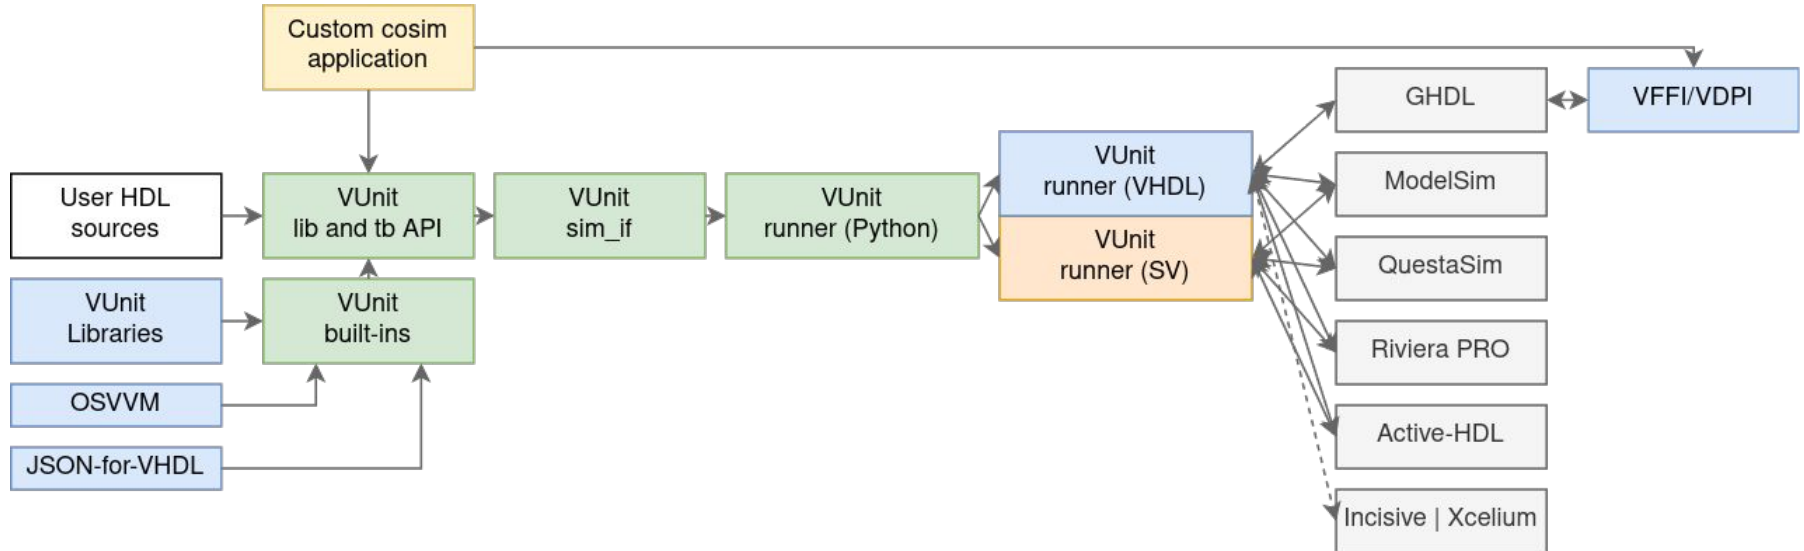 Custom cosim
application
GHDL
VFFI/VDPI
User HDL
sources
VUnit
lib and tb API
VUnit
sim_if
VUnit
runner (Python)
VUnit
runner (VHDL)
VUnit
runner (SV)
ModelSim
QuestaSim
VUnit
Libraries
VUnit
built-ins
Riviera PRO
OSVVM
Active-HDL
JSON-for-VHDL
Incisive | Xcelium